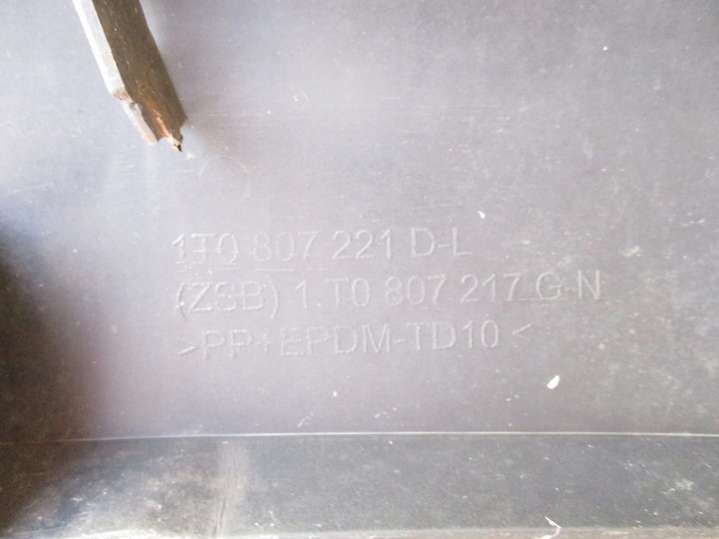 1T0 807 221 D-L
(ZSB) 1.T0 807 217 G-N
>PP+EPDM-TD10<